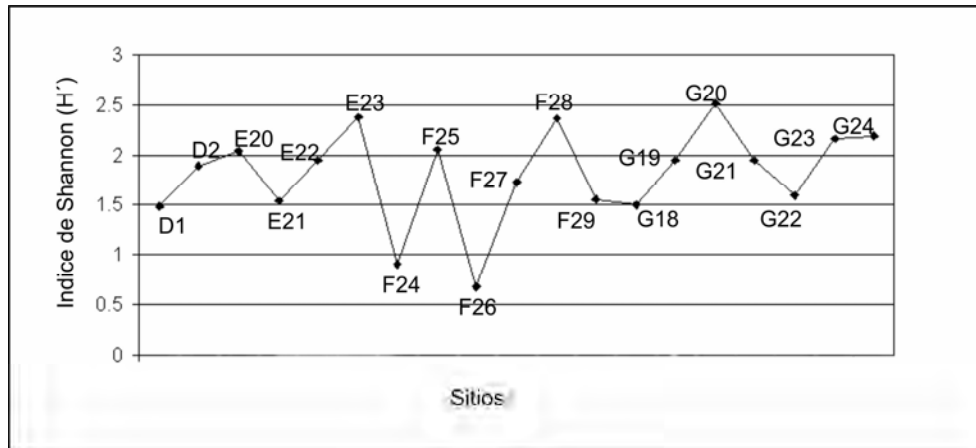 Indice de Shannon (H´)
3
2.5
2
1.5
1
0.5
0
D1
D2
E20
E21
E22
E23
F24
F25
F26
F27
F28
F29
G18
G19
G20
G21
G22
G23
G24
Sitios